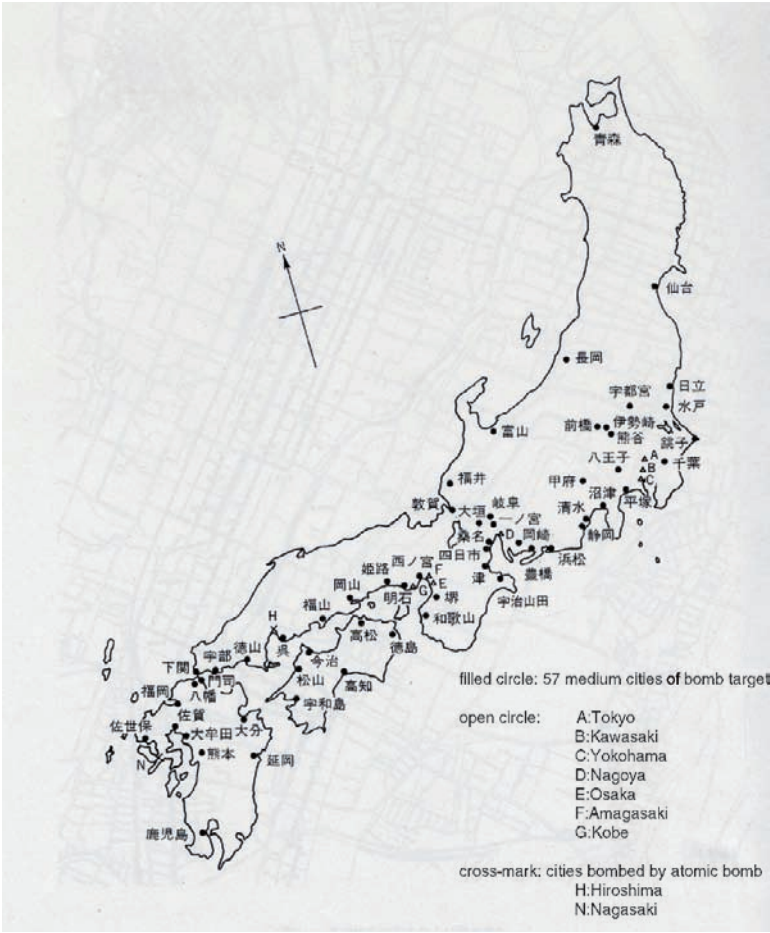 青森
N
仙台
長岡
日立
宇都宮
水戸
前橋
伊勢崎
熊谷
富山
銚子
八王子
A
B
千葉
C
福井
甲府
沼津
平塚
敦賀
大垣
岐阜
一ノ宮
清水
静岡
桑名
D
岡崎
四日市
浜松
豊橋
西ノ宮
F
津
姫路
E
岡山
明石
G
堺
宇治山田
福山
H
和歌山
高松
呉
徳島
徳山
今治
宇部
下関
門司
松山
高知
八幡
福岡
宇和島
佐賀
佐世保
大牟田
大分
N
熊本
延岡
鹿児島
filled circle: 57 medium cities of bomb target
open circle: A:Tokyo
B:Kawasaki
C:Yokohama
D:Nagoya
E:Osaka
F:Amagasaki
G:Kobe
cross-mark: cities bombed by atomic bomb
H:Hiroshima
N:Nagasaki